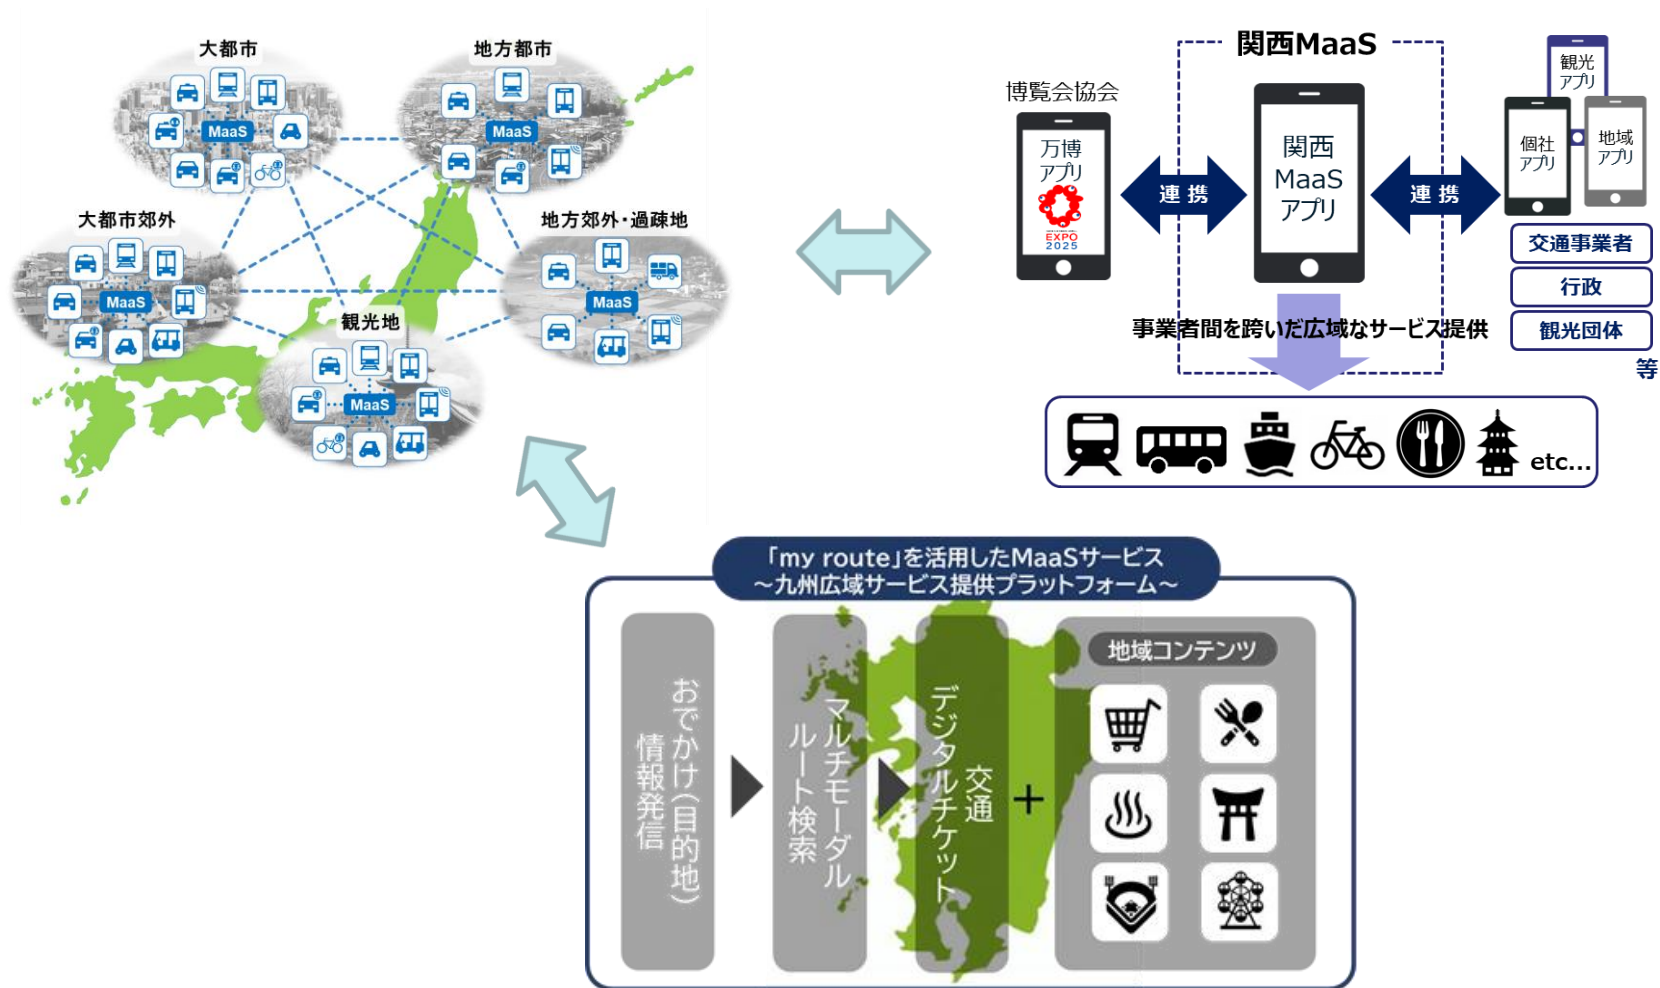 大都市
MaaS
地方都市
MaaS
大都市郊外
MaaS
地方郊外・過疎地
MaaS
観光地
MaaS
関西MaaS
博覧会協会
万博
アプリ
EXPO
2025
連携
関西
MaaS
アプリ
連携
観光
アプリ
個社
アプリ
地域
アプリ
交通事業者
行政
観光団体
等
事業者間を跨いだ広域なサービス提供
etc...
「my route」を活用したMaaSサービス
～九州広域サービス提供プラットフォーム～
おでかけ(目的地)
情報発信
マルチモーダル
ルート検索
交通
デジタルチケット
+
地域コンテンツ